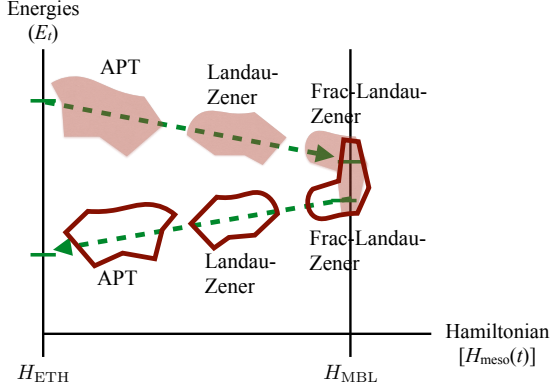 Energies
(E_t)
APT
Landau-
Zener
Frac-Landau-
Zener
APT
Landau-
Zener
Frac-Landau-
Zener
Hamiltonian
[H_meso(t)]
H_ETH
H_MBL